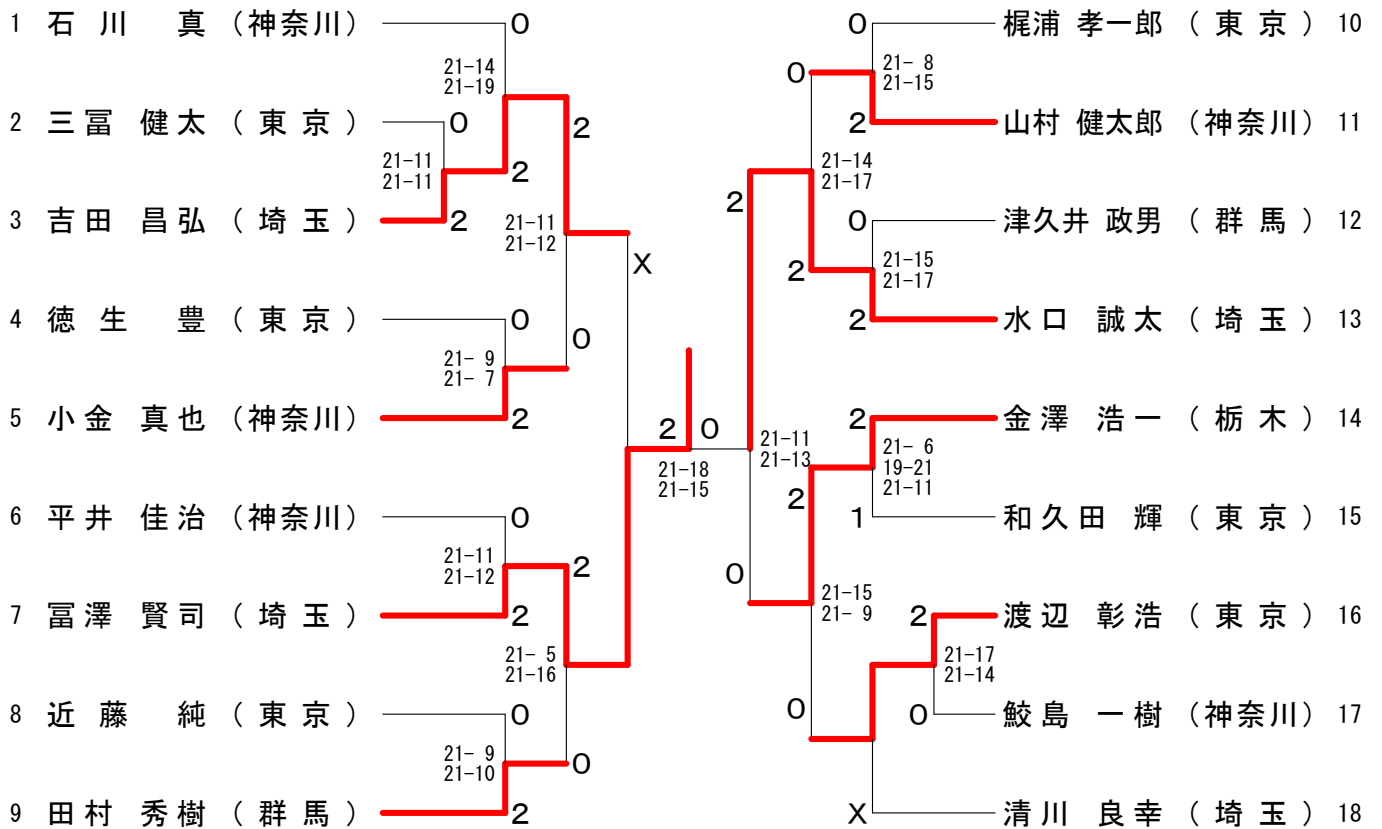 1 石川 真 (神奈川) 0
21-14
21-19
2 三冨 健太 (東京) 0
2
21-11
21-11
2
3 吉田 昌弘 (埼玉) 2
21-11
21-12
X
4 徳生 豊 (東京) 0
0
21- 9
21- 7
5 小金 真也 (神奈川) 2
2 0
21-18
21-15
6 平井 佳治 (神奈川) 0
21-11
21-12
2
7 冨澤 賢司 (埼玉) 2
21- 5
21-16
8 近藤 純 (東京) 0
21- 9
21-10
0
9 田村 秀樹 (群馬) 2
0 梶浦 孝一郎 (東京) 10
0
21- 8
21-15
2 山村 健太郎 (神奈川) 11
21-14
21-17
2
0 津久井 政男 (群馬) 12
2
21-15
21-17
2 水口 誠太 (埼玉) 13
2 金澤 浩一 (栃木) 14
21-11
21-13
21- 6
19-21
21-11
2
1 和久田 輝 (東京) 15
0
21-15
21- 9
2 渡辺 彰浩 (東京) 16
21-17
21-14
0
0 鮫島 一樹 (神奈川) 17
X 清川 良幸 (埼玉) 18